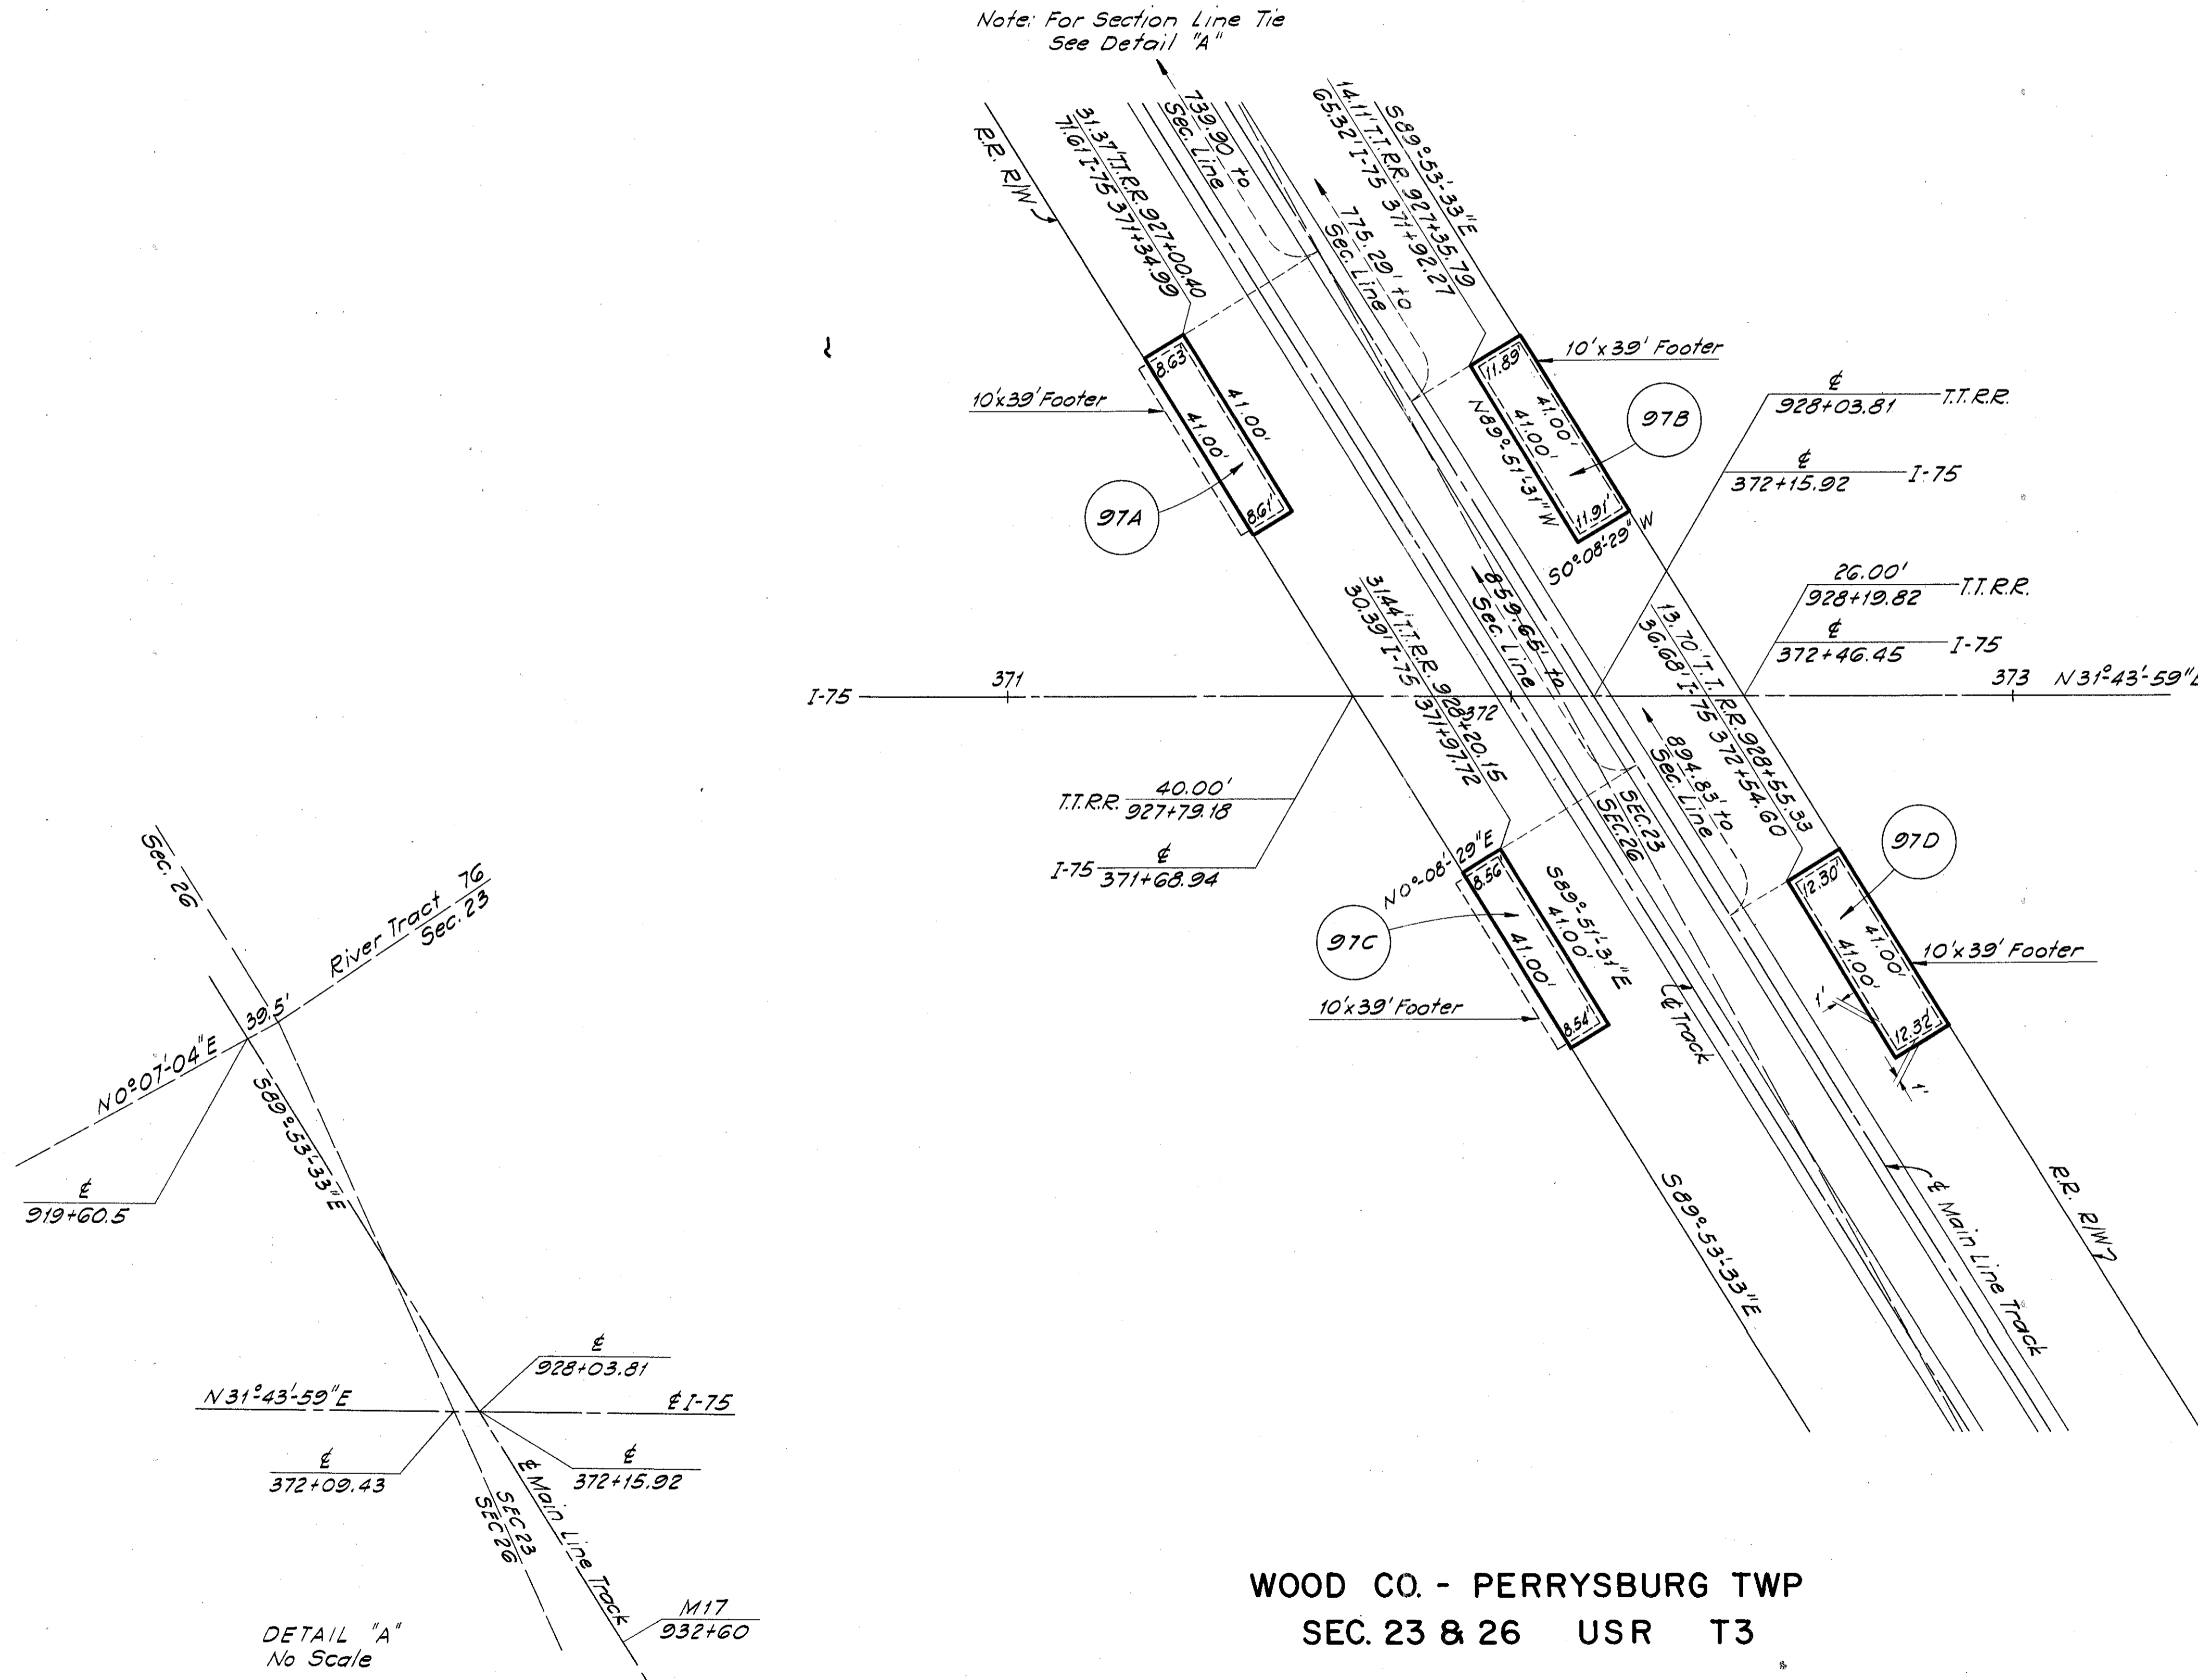 Note: For Section Line Tie
See Detail "A"
R.R. R/W
31.37' T.T.R.R. 927+00.40
71.61' I-75 371+34.99
739.90 to
Sec. Line
775.29' to
Sec. Line
14.11' T.T.R.R. 927+35.79
65.32' I-75 371+92.27
S89°-53'-33"E
10'x39' Footer
8.63'
41.00'
41.00'
8.61'
97A
10'x39' Footer
11.89'
41.00'
41.00'
11.91'
N89°-51'-31"W
S0°-08'-29" W
97B
℄
928+03.81 T.T.R.R.
℄
372+15.92 I-75
26.00'
928+19.82 T.T.R.R.
℄
372+46.45 I-75
I-75
371
372
373
N31°-43'-59"E
31.44' T.T.R.R. 928+20.15
30.39' I-75 371+97.72
859.65' to
Sec. Line
13.70' T.T.R.R. 928+55.33
36.68' I-75 372+54.60
894.83' to
Sec. Line
SEC. 23
SEC. 26
T.T.R.R. 40.00'
927+79.18
I-75 ℄
371+68.94
N0°-08'-29"E
8.56'
41.00'
S89°-51'-31"E
41.00'
8.54'
97C
10'x39' Footer
℄ Track
97D
12.30'
41.00'
41.00'
12.32'
10'x39' Footer
1'
1'
S89°-53'-33"E
℄ Main Line Track
R.R. R/W
Sec. 26
River Tract 76
Sec. 23
39.5'
N0°-07'-04"E
S89°-53'-33"E
℄
919+60.5
℄
928+03.81
N31°-43'-59"E
℄ I-75
℄
372+09.43
℄
372+15.92
SEC 23
SEC 26
℄ Main Line Track
M17
932+60
DETAIL "A"
No Scale
WOOD CO. - PERRYSBURG TWP
SEC. 23 & 26 USR T3